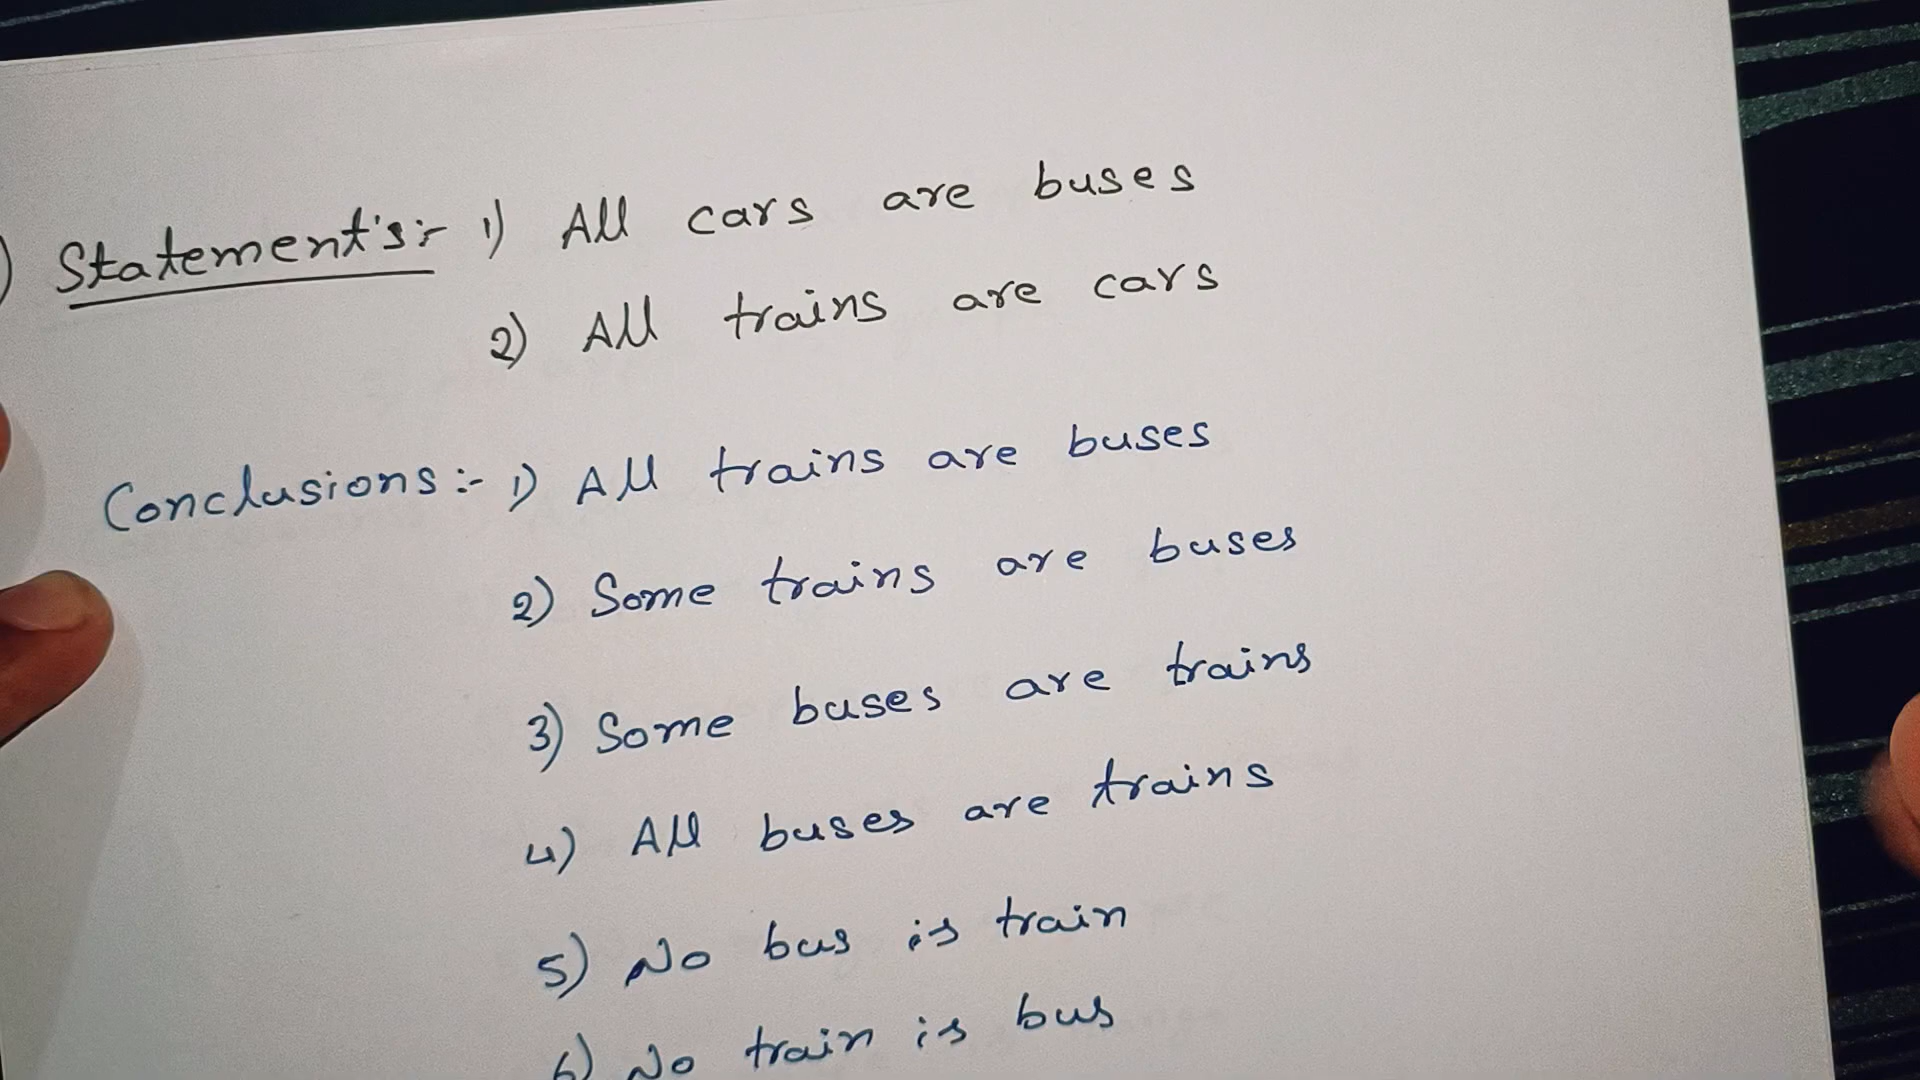 ) Statement's:- 1) All cars are buses
2) All trains are cars
Conclusions:- 1) All trains are buses
2) Some trains are buses
3) Some buses are trains
4) All buses are trains
5) No bus is train
6) No train is bus